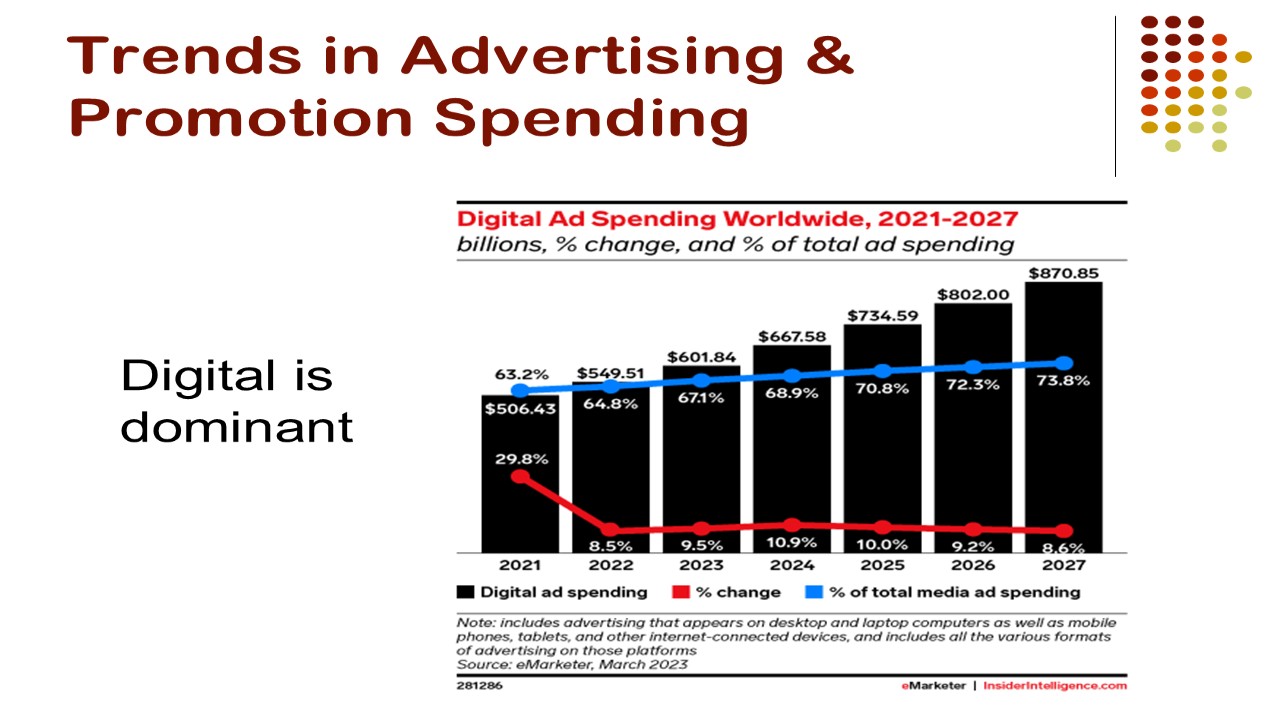 Trends in Advertising &
Promotion Spending
Digital is
dominant
Digital Ad Spending Worldwide, 2021-2027
billions, % change, and % of total ad spending
$870.85
$802.00
$734.59
$667.58
$601.84
63.2% $549.51
$506.43 64.8% 67.1% 68.9% 70.8% 72.3% 73.8%
29.8%
8.5% 9.5% 10.9% 10.0% 9.2% 8.6%
2021 2022 2023 2024 2025 2026 2027
Digital ad spending % change % of total media ad spending
Note: includes advertising that appears on desktop and laptop computers as well as mobile
phones, tablets, and other internet-connected devices, and includes all the various formats
of advertising on those platforms
Source: eMarketer, March 2023
281286 eMarketer | InsiderIntelligence.com